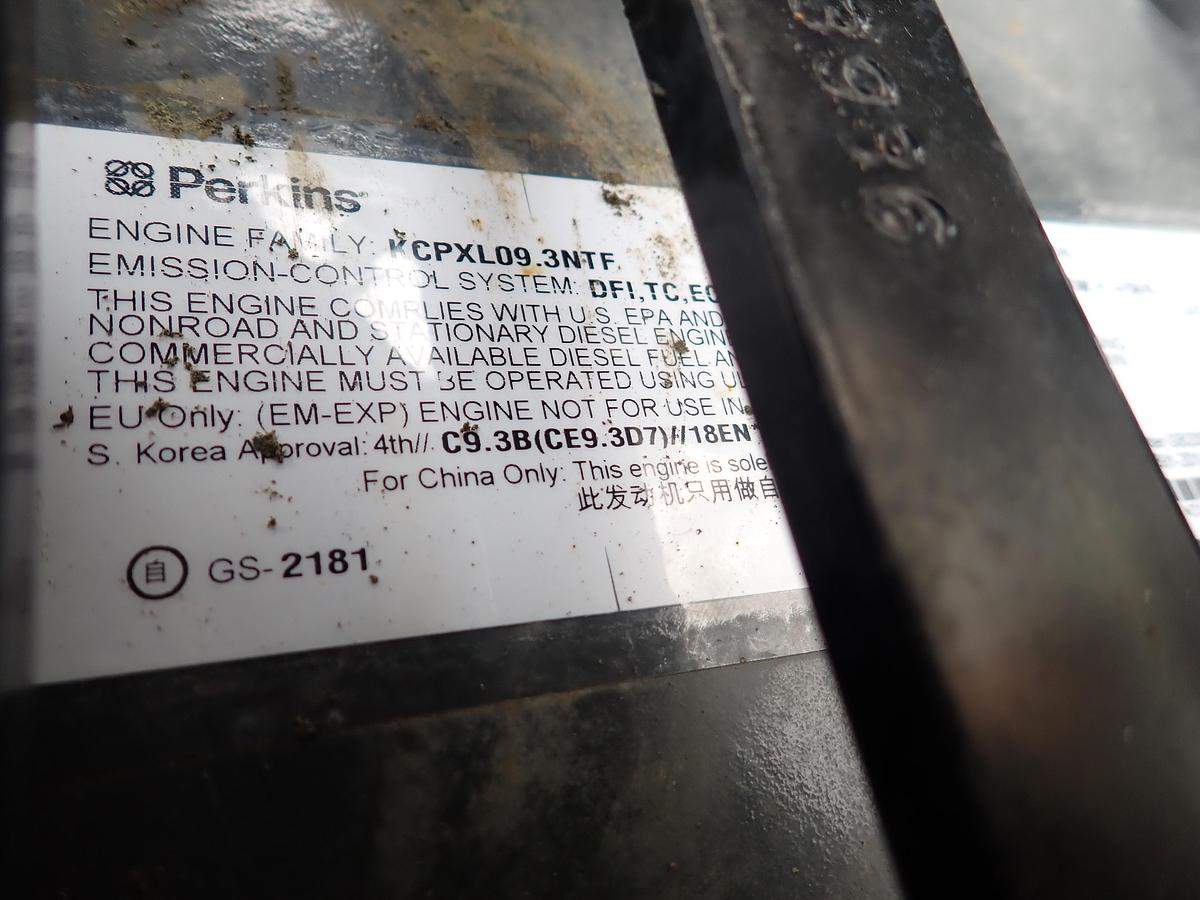 Perkins
ENGINE FAMILY: KCPXL09.3NTF
EMISSION-CONTROL SYSTEM: DFI,TC,EC
THIS ENGINE COMPLIES WITH U.S. EPA AND
NONROAD AND STATIONARY DIESEL ENGIN
COMMERCIALLY AVAILABLE DIESEL FUEL AN
THIS ENGINE MUST BE OPERATED USING UL
EU Only: (EM-EXP) ENGINE NOT FOR USE IN
S. Korea Approval: 4th// C9.3B(CE9.3D7)//18EN
For China Only: This engine is sole
此发动机只用做自
自 GS-2181